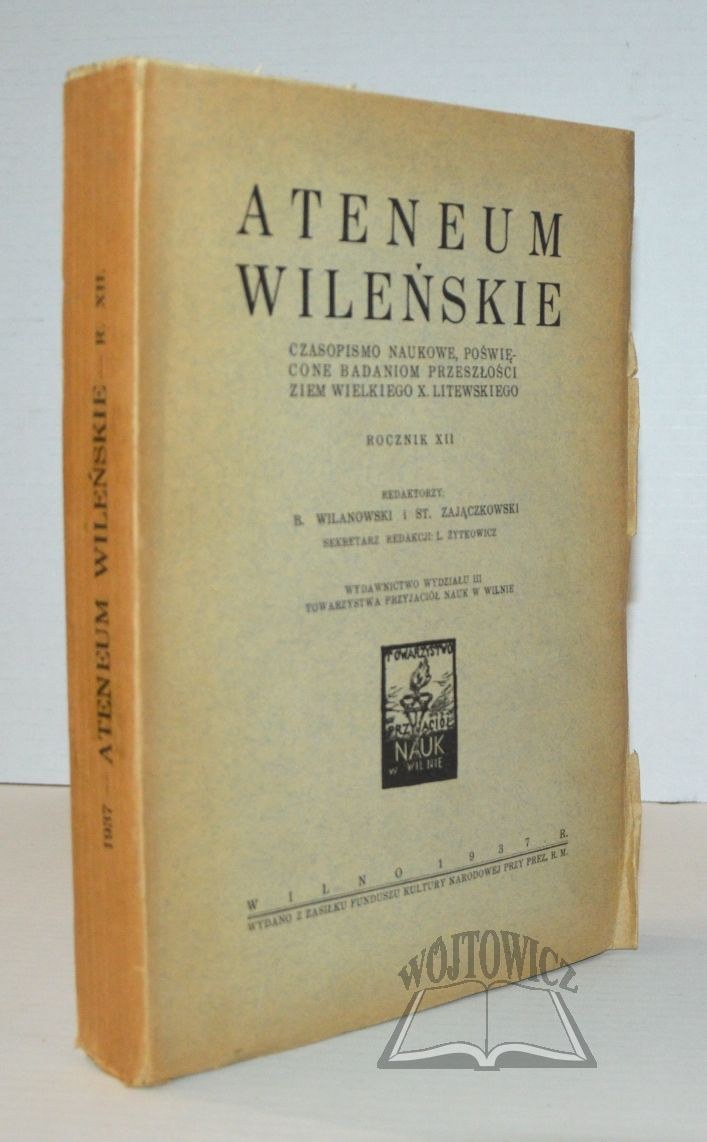 1937 — ATENEUM WILEŃSKIE — R. XII.
ATENEUM
WILEŃSKIE
CZASOPISMO NAUKOWE, POŚWIĘ-
CONE BADANIOM PRZESZŁOŚCI
ZIEM WIELKIEGO X. LITEWSKIEGO
ROCZNIK XII
REDAKTORZY:
B. WILANOWSKI i ST. ZAJĄCZKOWSKI
SEKRETARZ REDAKCJI: L. ŻYTKOWICZ
WYDAWNICTWO WYDZIAŁU III
TOWARZYSTWA PRZYJACIÓŁ NAUK W WILNIE
TOWARZYSTWO
PRZYJACIÓŁ
NAUK
W WILNIE
WILNO 1937 R.
WYDANO Z ZASIŁKU FUNDUSZU KULTURY NARODOWEJ PRZY PREZ. R. M.
WÓJTOWICZ